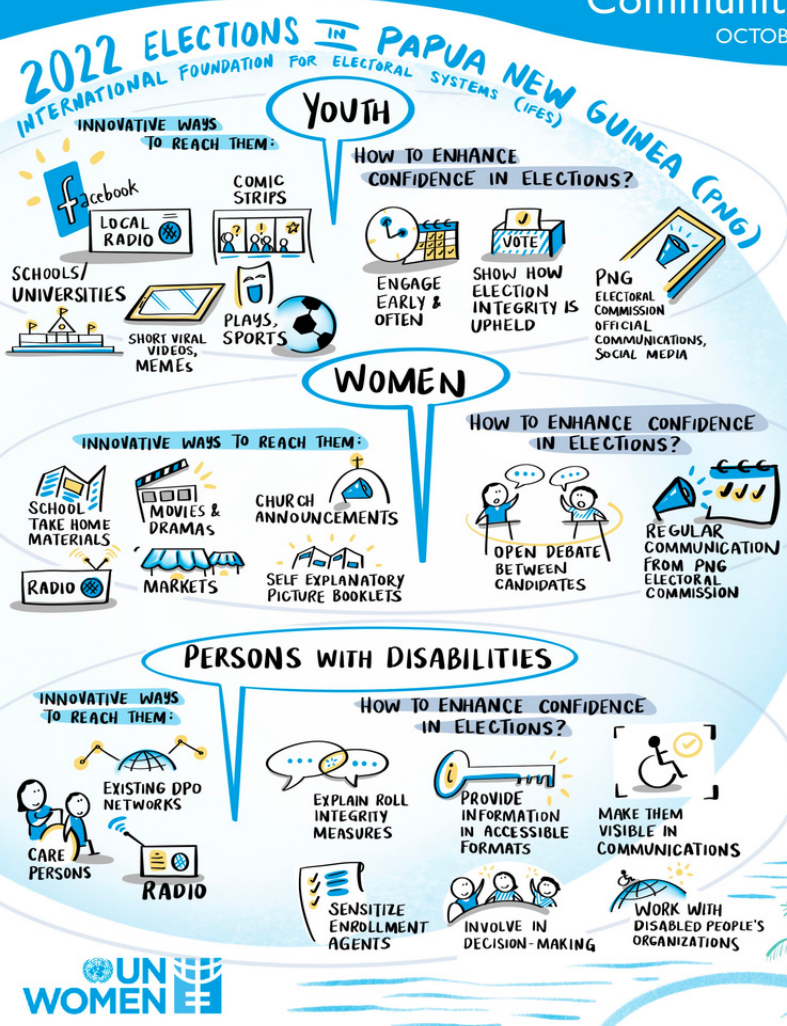 Communit
OCTOB
2022 ELECTIONS IN PAPUA NEW GUINEA (PNG)
INTERNATIONAL FOUNDATION FOR ELECTORAL SYSTEMS (IFES)
YOUTH
INNOVATIVE WAYS
TO REACH THEM:
facebook
LOCAL
RADIO
COMIC
STRIPS
SCHOOLS/
UNIVERSITIES
SHORT VIRAL
VIDEOS,
MEMES
PLAYS,
SPORTS
HOW TO ENHANCE
CONFIDENCE IN ELECTIONS?
ENGAGE
EARLY &
OFTEN
VOTE
SHOW HOW
ELECTION
INTEGRITY IS
UPHELD
PNG
ELECTORAL
COMMISSION
OFFICIAL
COMMUNICATIONS,
SOCIAL MEDIA
WOMEN
INNOVATIVE WAYS TO REACH THEM:
SCHOOL
TAKE HOME
MATERIALS
MOVIES &
DRAMAS
CHURCH
ANNOUNCEMENTS
RADIO
MARKETS
SELF EXPLANATORY
PICTURE BOOKLETS
HOW TO ENHANCE CONFIDENCE
IN ELECTIONS?
OPEN DEBATE
BETWEEN
CANDIDATES
REGULAR
COMMUNICATION
FROM PNG
ELECTORAL
COMMISSION
PERSONS WITH DISABILITIES
INNOVATIVE WAYS
TO REACH THEM:
EXISTING DPO
NETWORKS
CARE
PERSONS
RADIO
HOW TO ENHANCE CONFIDENCE
IN ELECTIONS?
EXPLAIN ROLL
INTEGRITY
MEASURES
i
PROVIDE
INFORMATION
IN ACCESSIBLE
FORMATS
MAKE THEM
VISIBLE IN
COMMUNICATIONS
SENSITIZE
ENROLLMENT
AGENTS
INVOLVE IN
DECISION-MAKING
WORK WITH
DISABLED PEOPLE'S
ORGANIZATIONS
UN
WOMEN